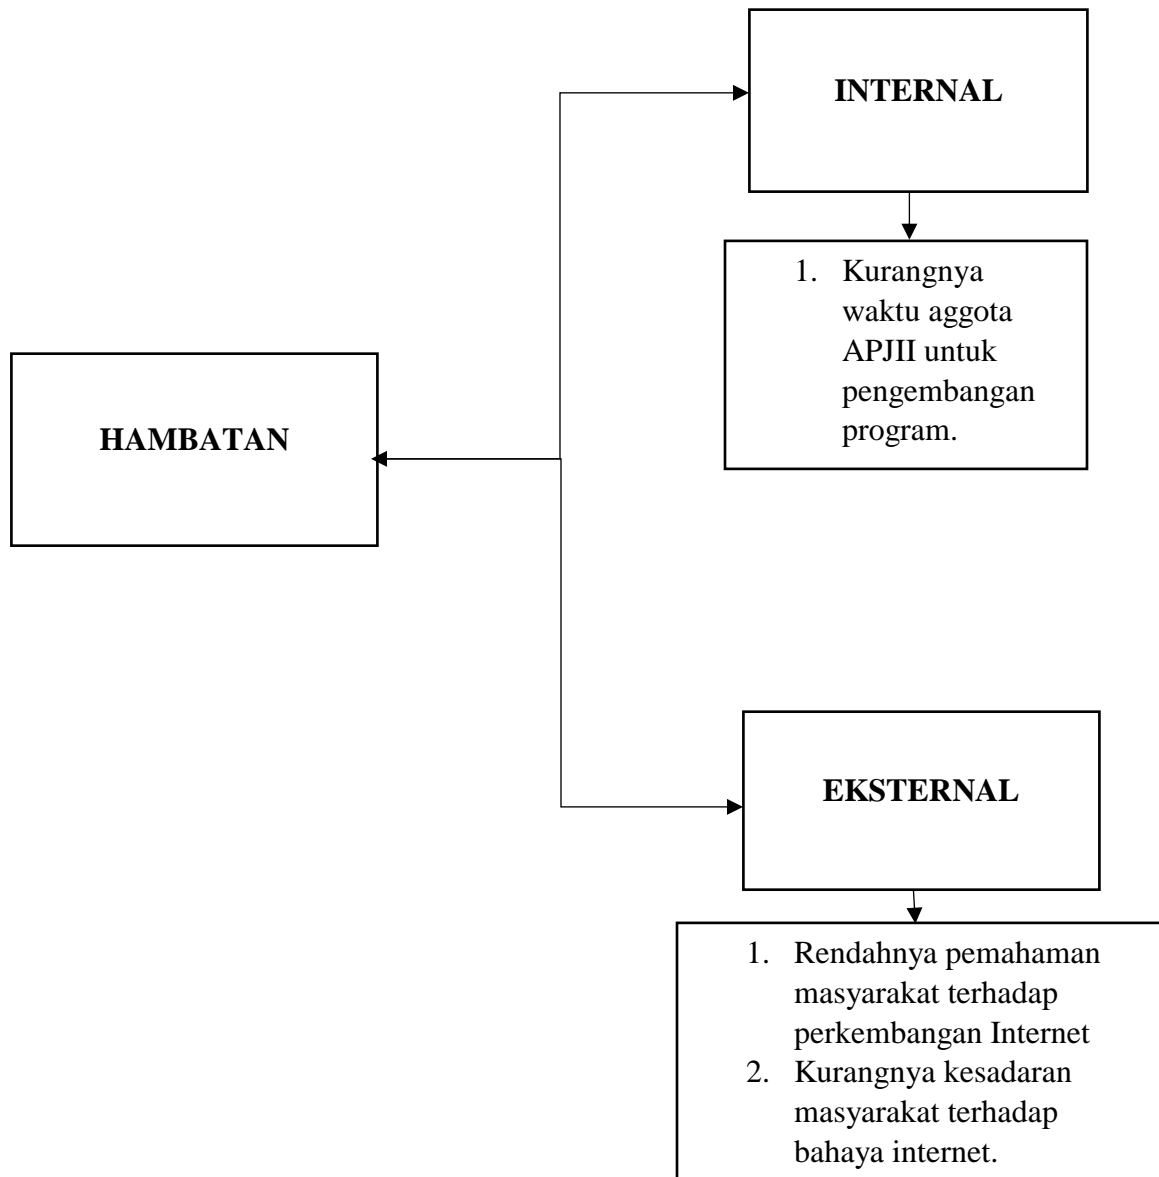 INTERNAL
1. Kurangnya
waktu aggota
APJII untuk
pengembangan
program.
HAMBATAN
EKSTERNAL
1. Rendahnya pemahaman
masyarakat terhadap
perkembangan Internet
2. Kurangnya kesadaran
masyarakat terhadap
bahaya internet.